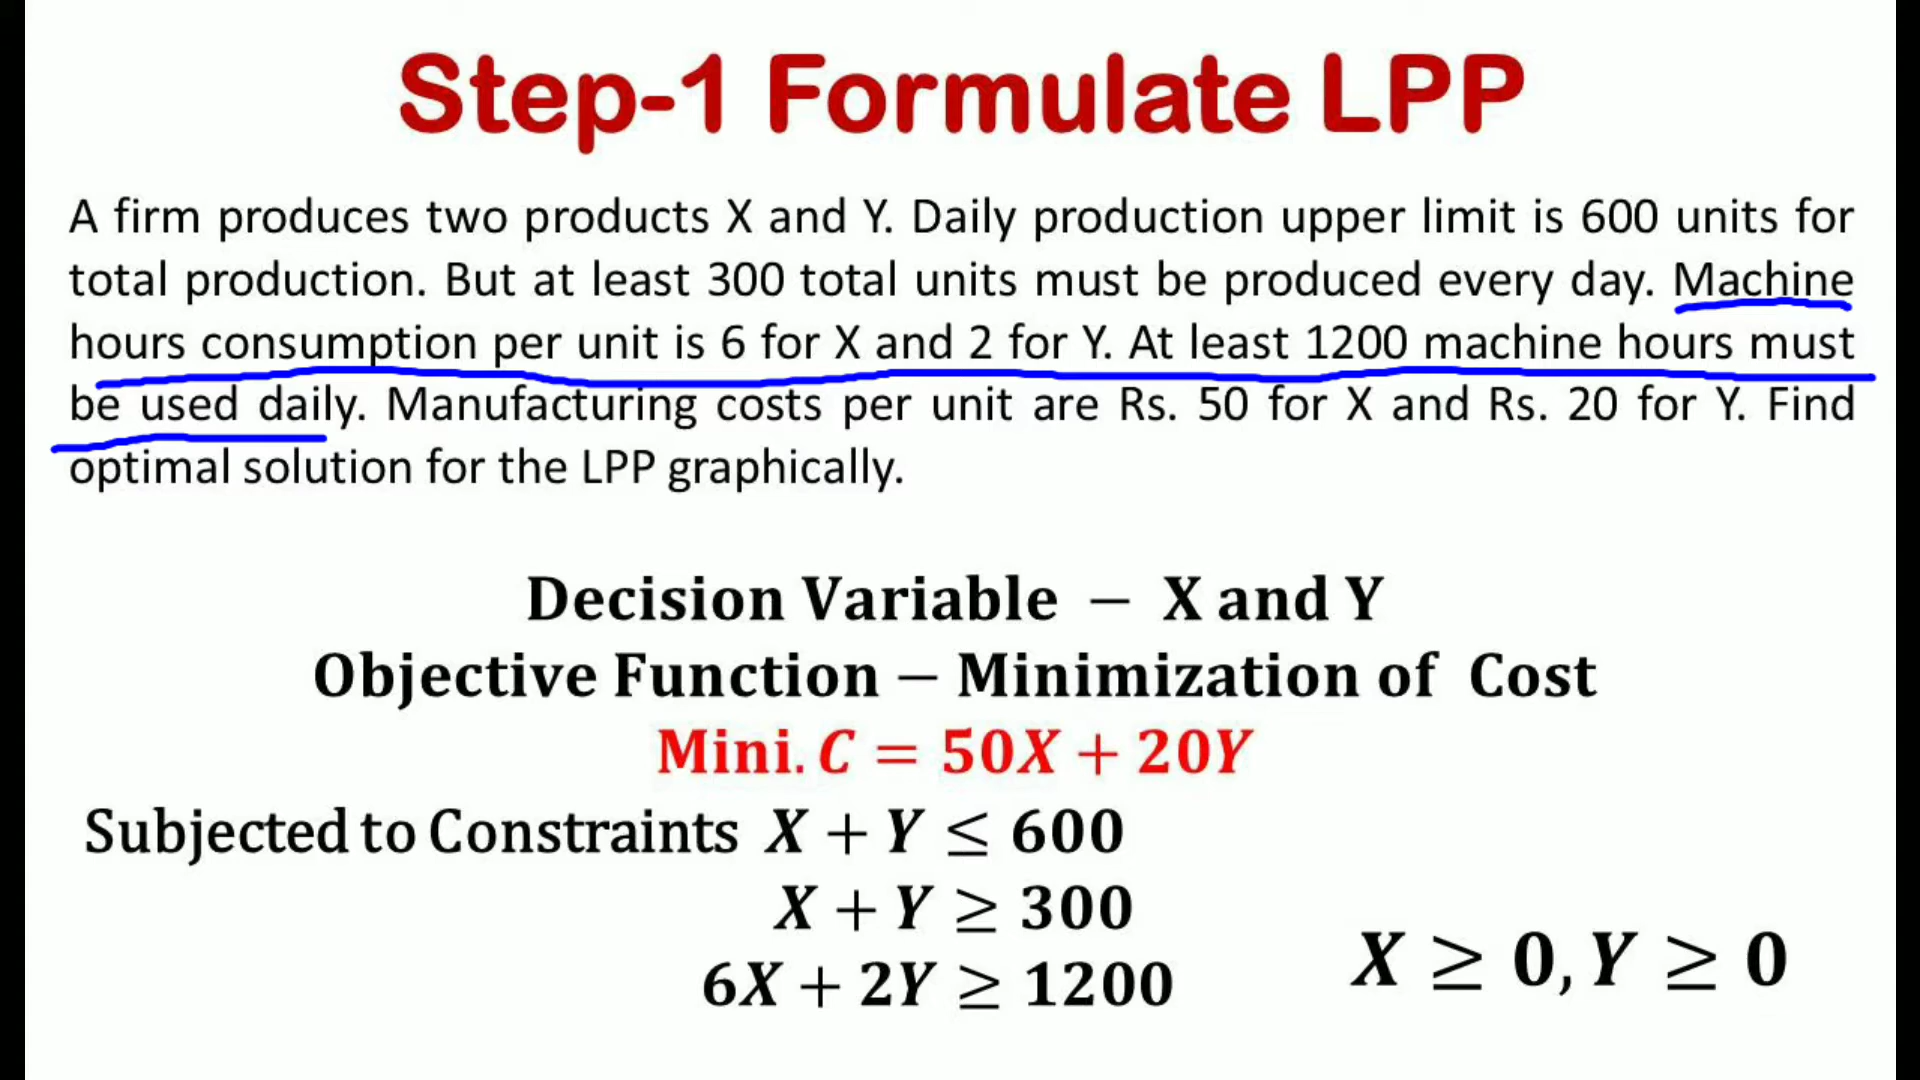 Step-1 Formulate LPP
A firm produces two products X and Y. Daily production upper limit is 600 units for
total production. But at least 300 total units must be produced every day. Machine
hours consumption per unit is 6 for X and 2 for Y. At least 1200 machine hours must
be used daily. Manufacturing costs per unit are Rs. 50 for X and Rs. 20 for Y. Find
optimal solution for the LPP graphically.
Decision Variable − X and Y
Objective Function − Minimization of Cost
Mini. C = 50X + 20Y
Subjected to Constraints X + Y ≤ 600
X + Y ≥ 300
6X + 2Y ≥ 1200
X ≥ 0, Y ≥ 0